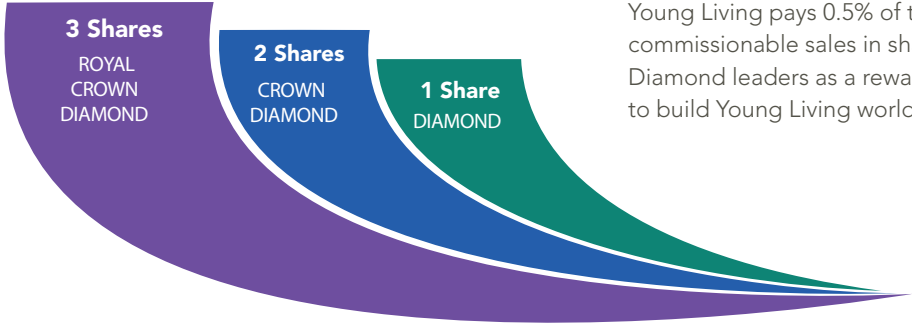 3 Shares
ROYAL
CROWN
DIAMOND
2 Shares
CROWN
DIAMOND
1 Share
DIAMOND
Young Living pays 0.5% of
commissionable sales in
Diamond leaders as a
to build Young Living